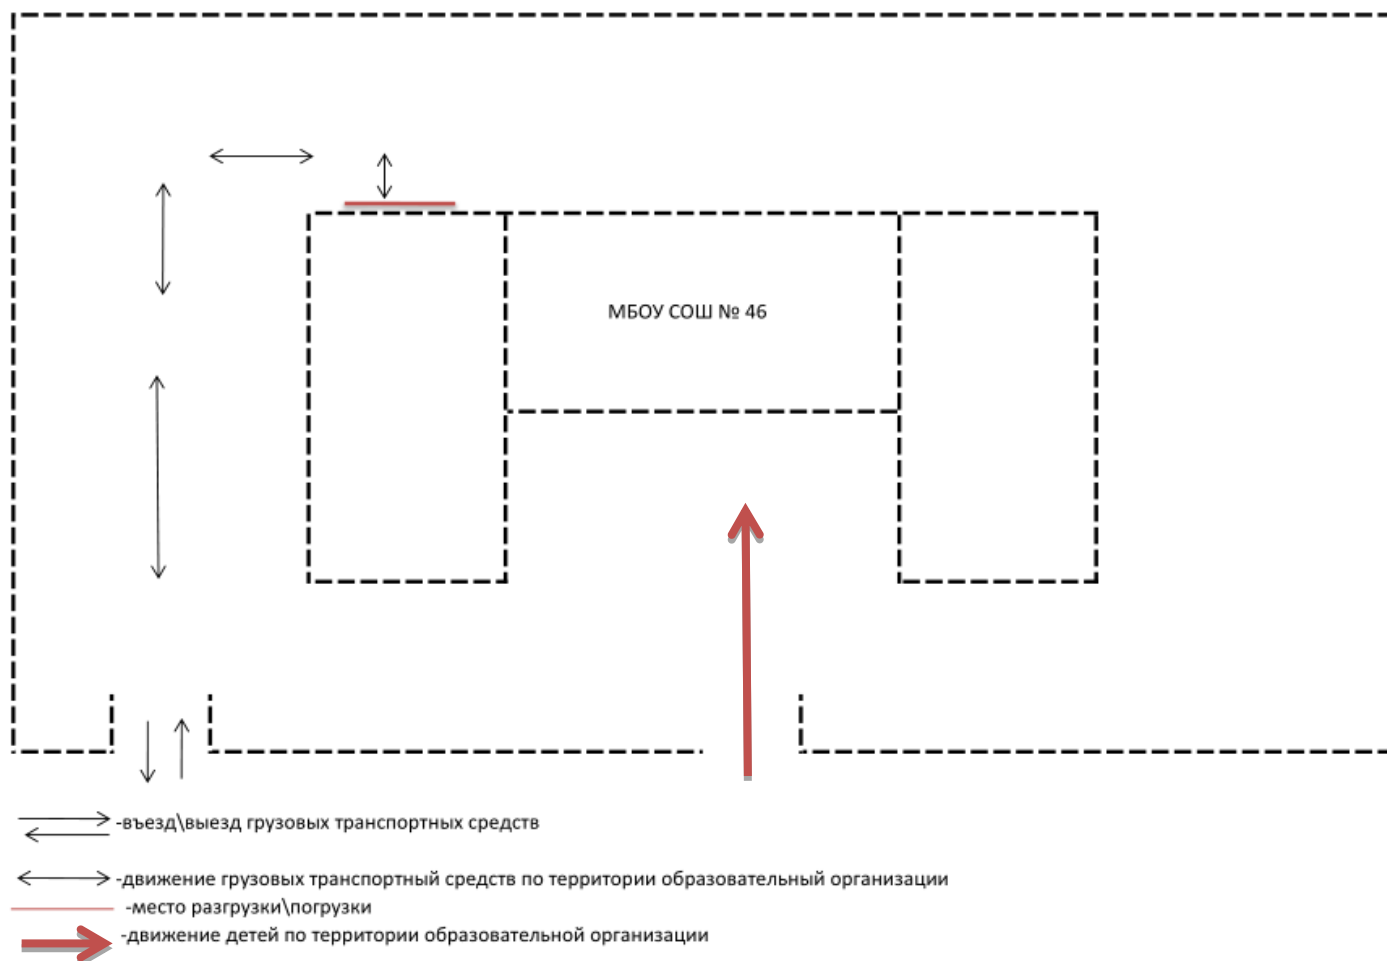 МБОУ СОШ № 46
-въезд\выезд грузовых транспортных средств
-движение грузовых транспортный средств по территории образовательный организации
-место разгрузки\погрузки
-движение детей по территории образовательной организации